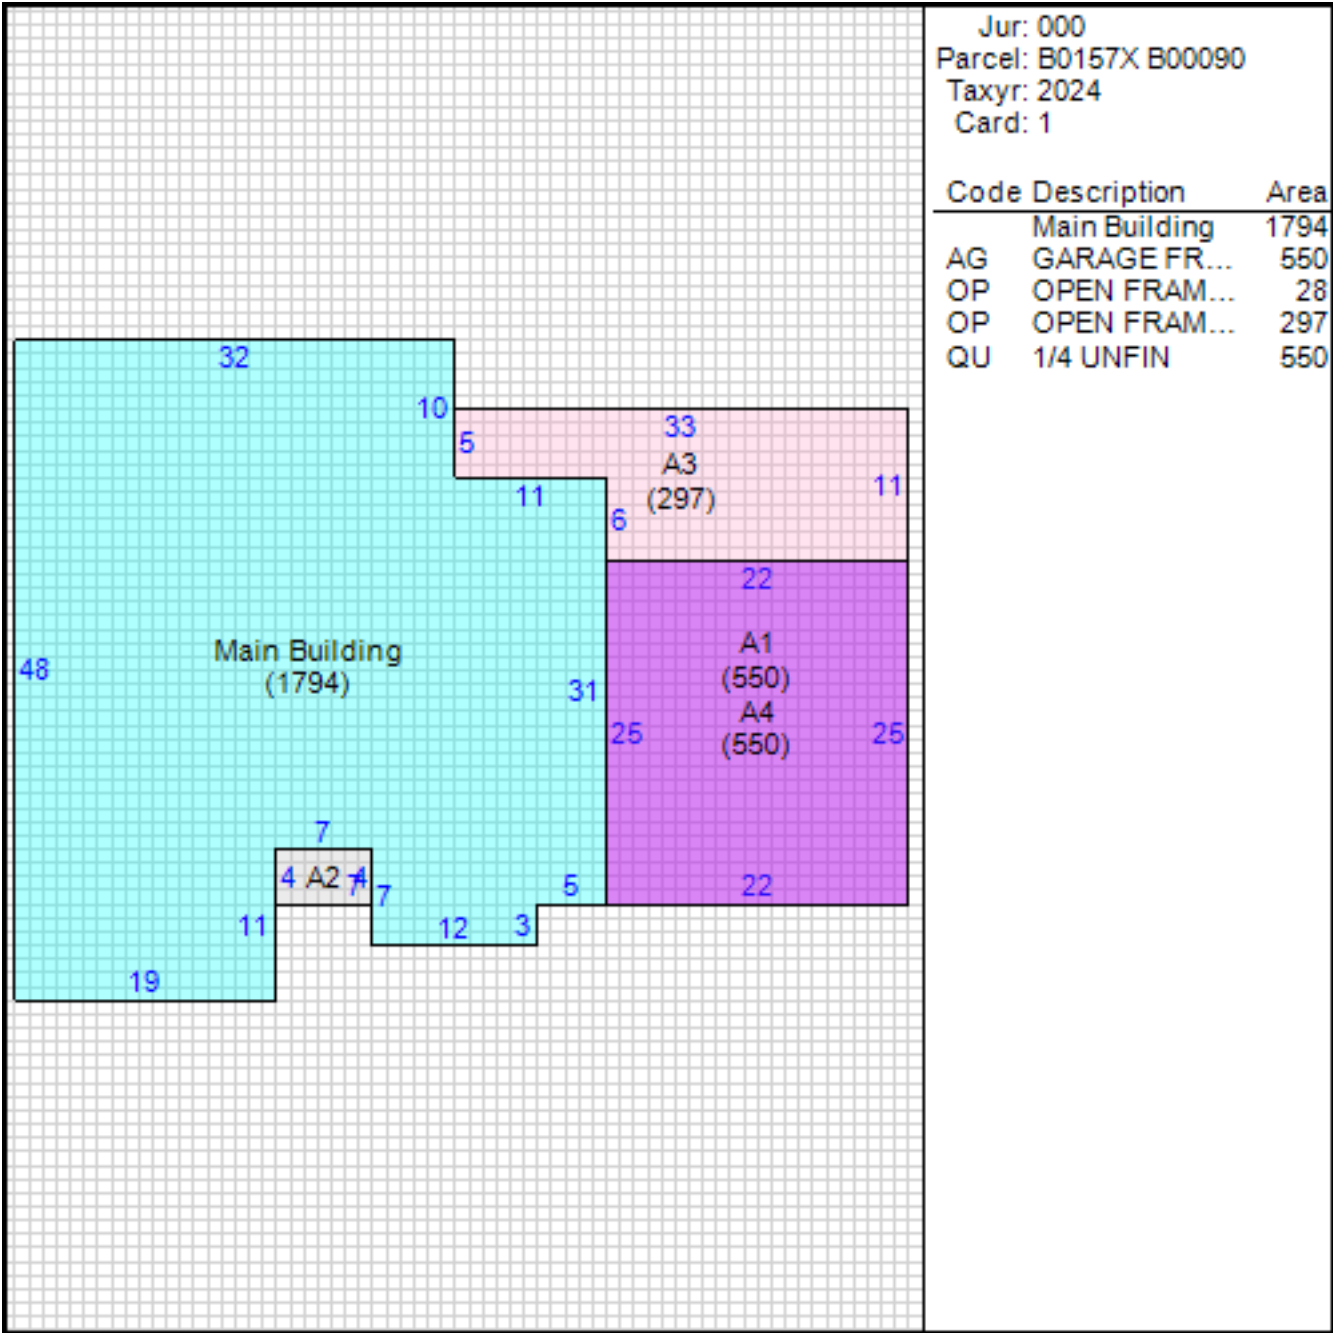 Jur: 000
Parcel: B0157X B00090
Taxyr: 2024
Card: 1
Code Description Area
Main Building 1794
AG GARAGE FR... 550
OP OPEN FRAM... 28
OP OPEN FRAM... 297
QU 1/4 UNFIN 550
32
10
33
5
A3
(297)
11
11
6
22
A1
(550)
A4
(550)
Main Building
(1794)
48
31
25
25
7
4 A2 4
7
7
5
22
11
12
3
19